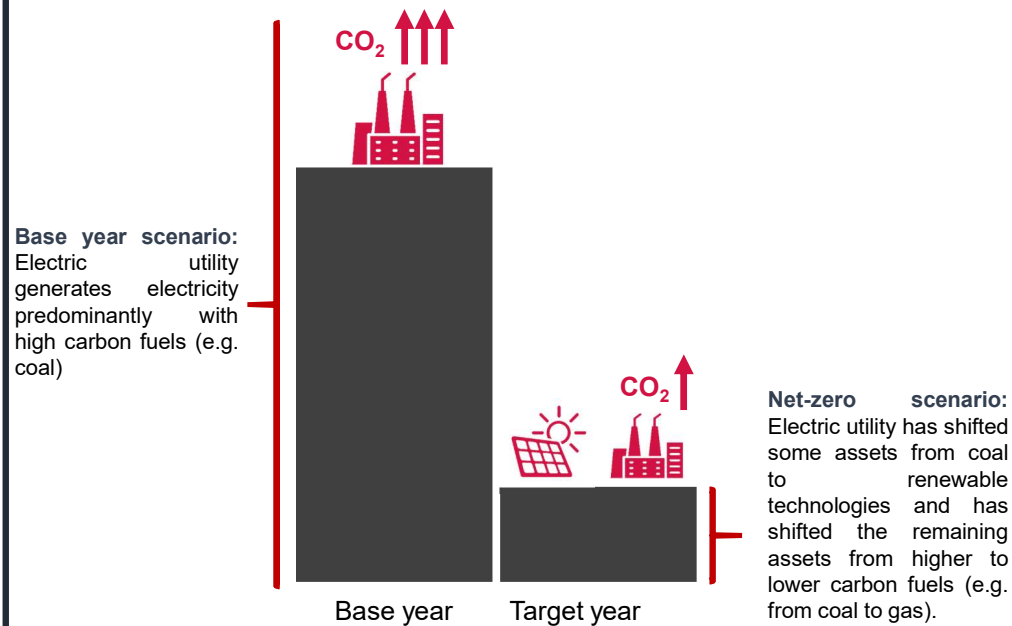 CO₂
Base year scenario:
Electric utility
generates electricity
predominantly with
high carbon fuels (e.g.
coal)
CO₂
Net-zero scenario:
Electric utility has shifted
some assets from coal
to renewable
technologies and has
shifted the remaining
assets from higher to
lower carbon fuels (e.g.
from coal to gas).
Base year
Target year